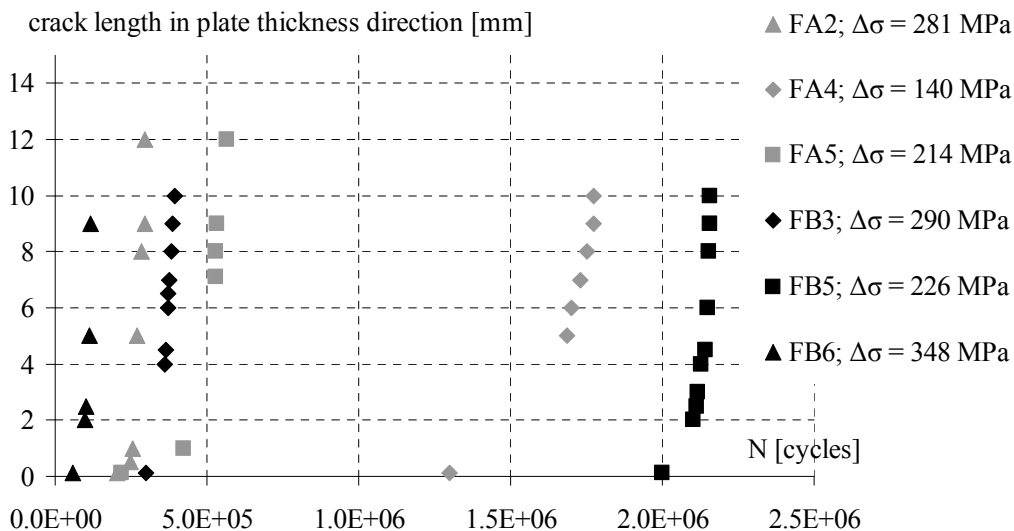 crack length in plate thickness direction [mm]
14
12
10
8
6
4
2
0
0.0E+00 5.0E+05 1.0E+06 1.5E+06 2.0E+06 2.5E+06
N [cycles]
FA2; Δσ = 281 MPa
FA4; Δσ = 140 MPa
FA5; Δσ = 214 MPa
FB3; Δσ = 290 MPa
FB5; Δσ = 226 MPa
FB6; Δσ = 348 MPa